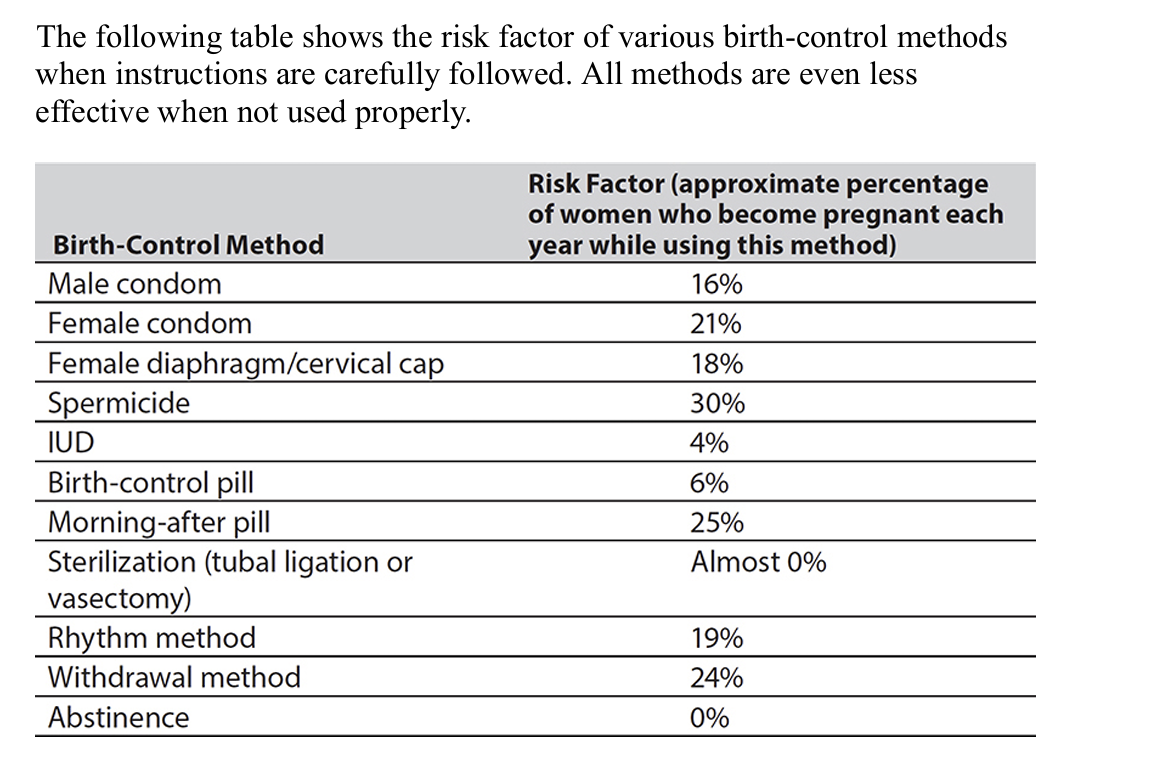 The following table shows the risk factor of various birth-control methods
when instructions are carefully followed. All methods are even less
effective when not used properly.
Risk Factor (approximate percentage
of women who become pregnant each
Birth-Control Method year while using this method)
Male condom 16%
Female condom 21%
Female diaphragm/cervical cap 18%
Spermicide 30%
IUD 4%
Birth-control pill 6%
Morning-after pill 25%
Sterilization (tubal ligation or Almost 0%
vasectomy)
Rhythm method 19%
Withdrawal method 24%
Abstinence 0%